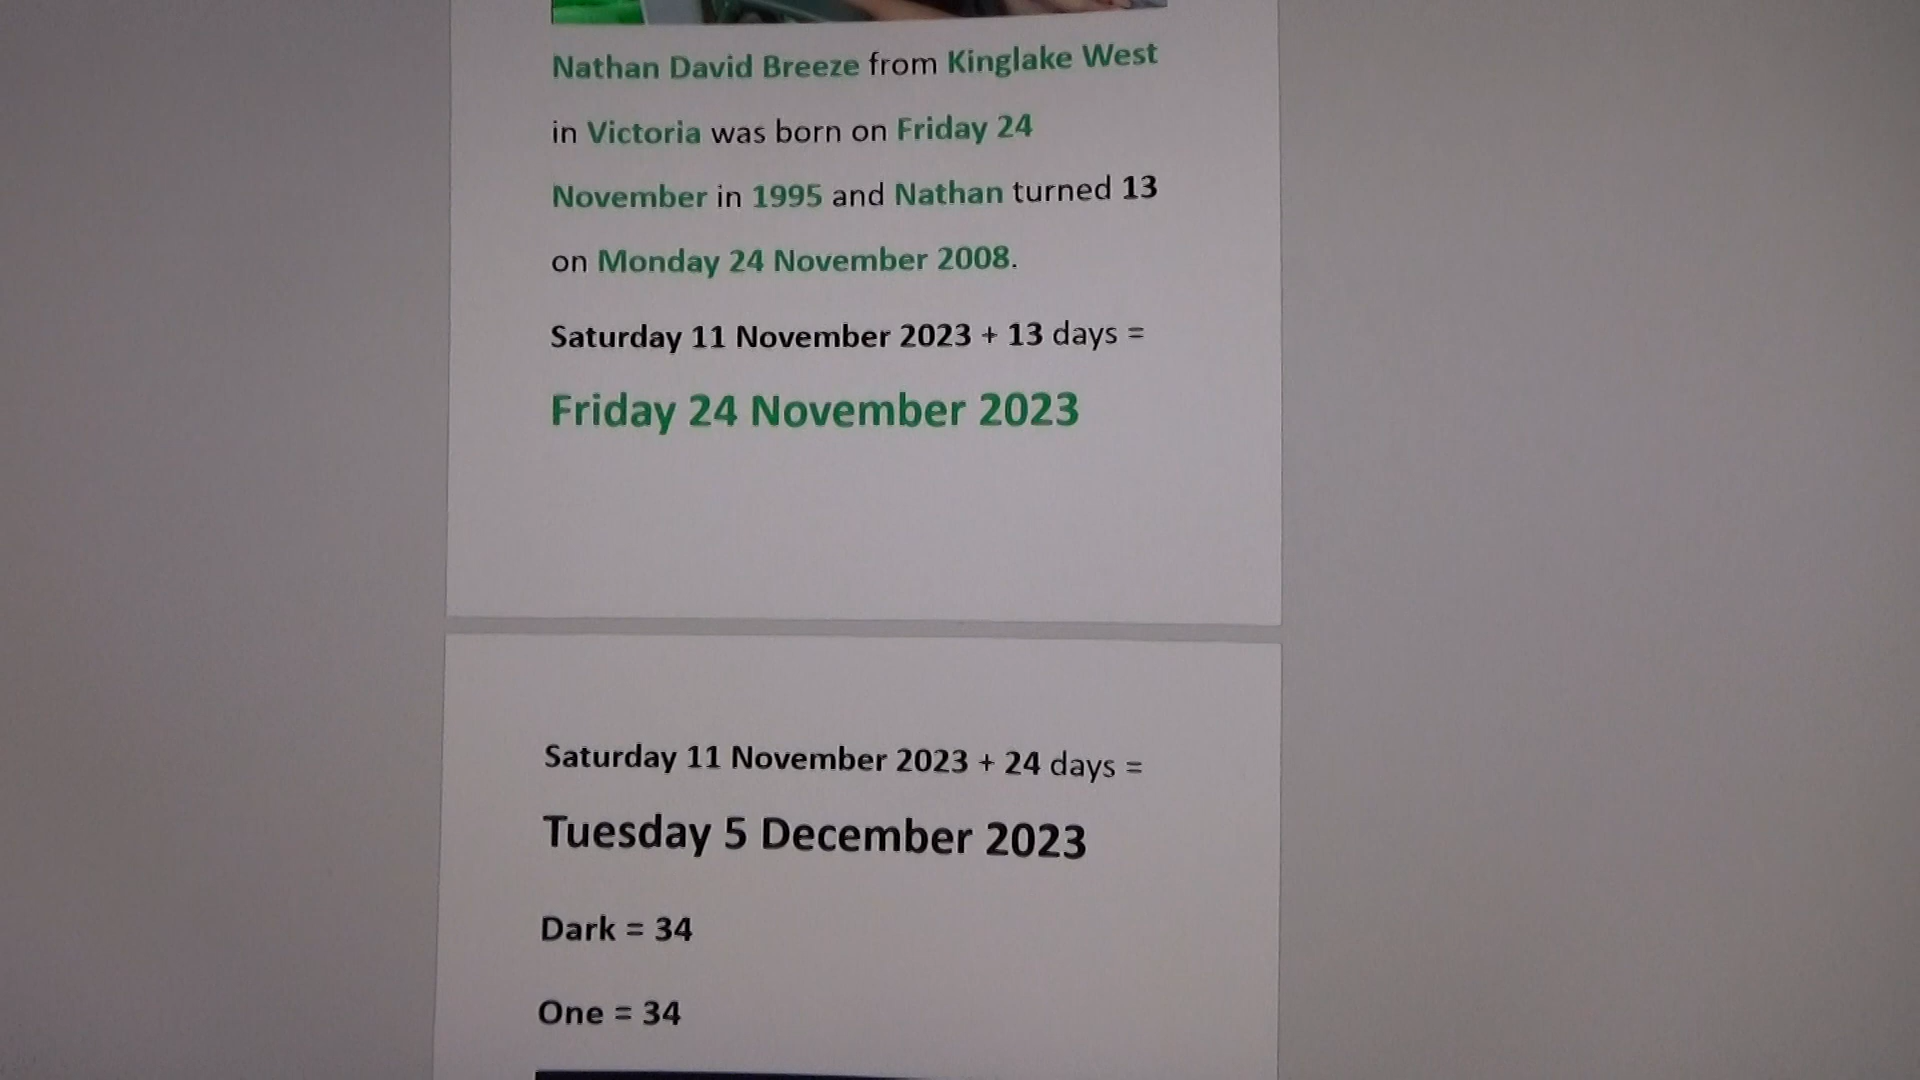 Nathan David Breeze from Kinglake West
in Victoria was born on Friday 24
November in 1995 and Nathan turned 13
on Monday 24 November 2008.
Saturday 11 November 2023 + 13 days =
Friday 24 November 2023
Saturday 11 November 2023 + 24 days =
Tuesday 5 December 2023
Dark = 34
One = 34